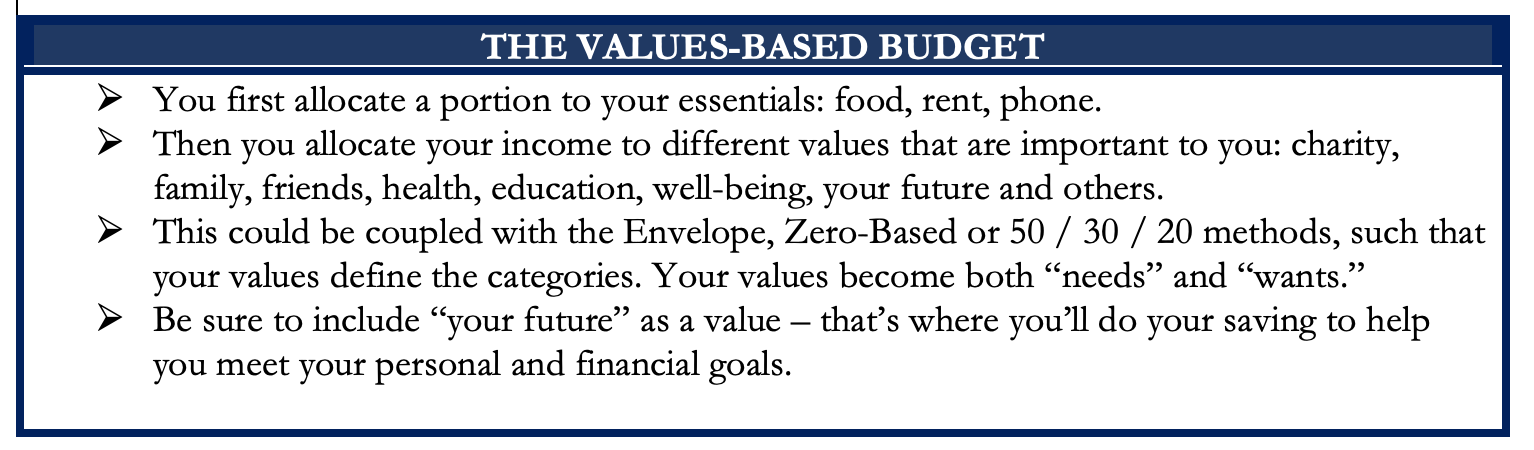 THE VALUES-BASED BUDGET
➢ You first allocate a portion to your essentials: food, rent, phone.
➢ Then you allocate your income to different values that are important to you: charity,
family, friends, health, education, well-being, your future and others.
➢ This could be coupled with the Envelope, Zero-Based or 50 / 30 / 20 methods, such that
your values define the categories. Your values become both “needs” and “wants.”
➢ Be sure to include “your future” as a value – that’s where you’ll do your saving to help
you meet your personal and financial goals.